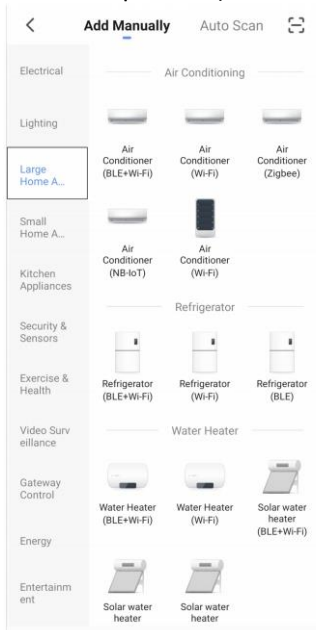 Add Manually
Auto Scan
Electrical
Lighting
Large
Home A...
Small
Home A...
Kitchen
Appliances
Security &
Sensors
Exercise &
Health
Video Surv
eillance
Gateway
Control
Energy
Entertainm
ent
Air Conditioning
Air
Conditioner
(BLE+Wi-Fi)
Air
Conditioner
(Wi-Fi)
Air
Conditioner
(Zigbee)
Air
Conditioner
(NB-IoT)
Air
Conditioner
(Wi-Fi)
Refrigerator
Refrigerator
(BLE+Wi-Fi)
Refrigerator
(Wi-Fi)
Refrigerator
(BLE)
Water Heater
Water Heater
(BLE+Wi-Fi)
Water Heater
(Wi-Fi)
Solar water
heater
(BLE+Wi-Fi)
Solar water
heater
Solar water
heater